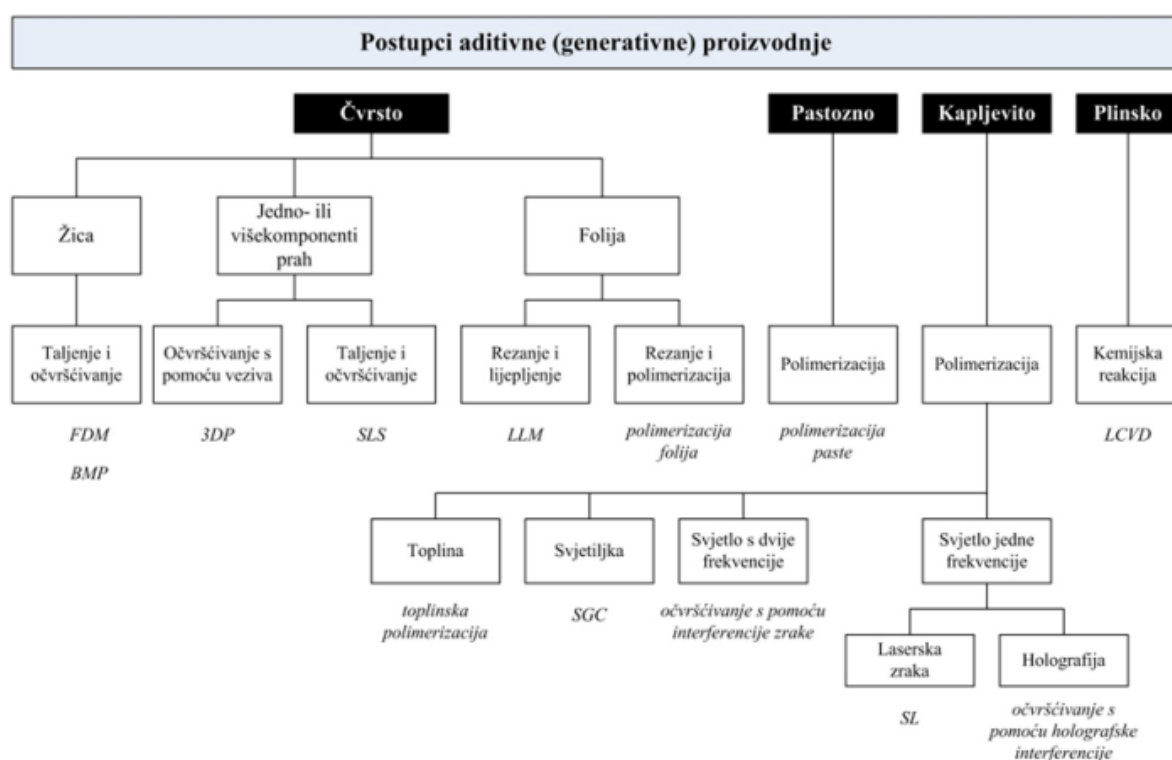 Postupci aditivne (generativne) proizvodnje
Čvrsto
Pastozno
Kapljevito
Plinsko
Žica
Jedno- ili
višekomponenti
prah
Folija
Taljenje i
očvršćivanje
Očvršćivanje s
pomoću veziva
Taljenje i
očvršćivanje
Rezanje i
lijepljenje
Rezanje i
polimerizacija
Polimerizacija
Polimerizacija
Kemijska
reakcija
FDM
BMP
3DP
SLS
LLM
polimerizacija
folija
polimerizacija
paste
LCVD
Toplina
Svjetiljka
Svjetlo s dvije
frekvencije
Svjetlo jedne
frekvencije
toplinska
polimerizacija
SGC
očvršćivanje s pomoću
interferencije zrake
Laserska
zraka
Holografija
SL
očvršćivanje s
pomoću holografske
interferencije